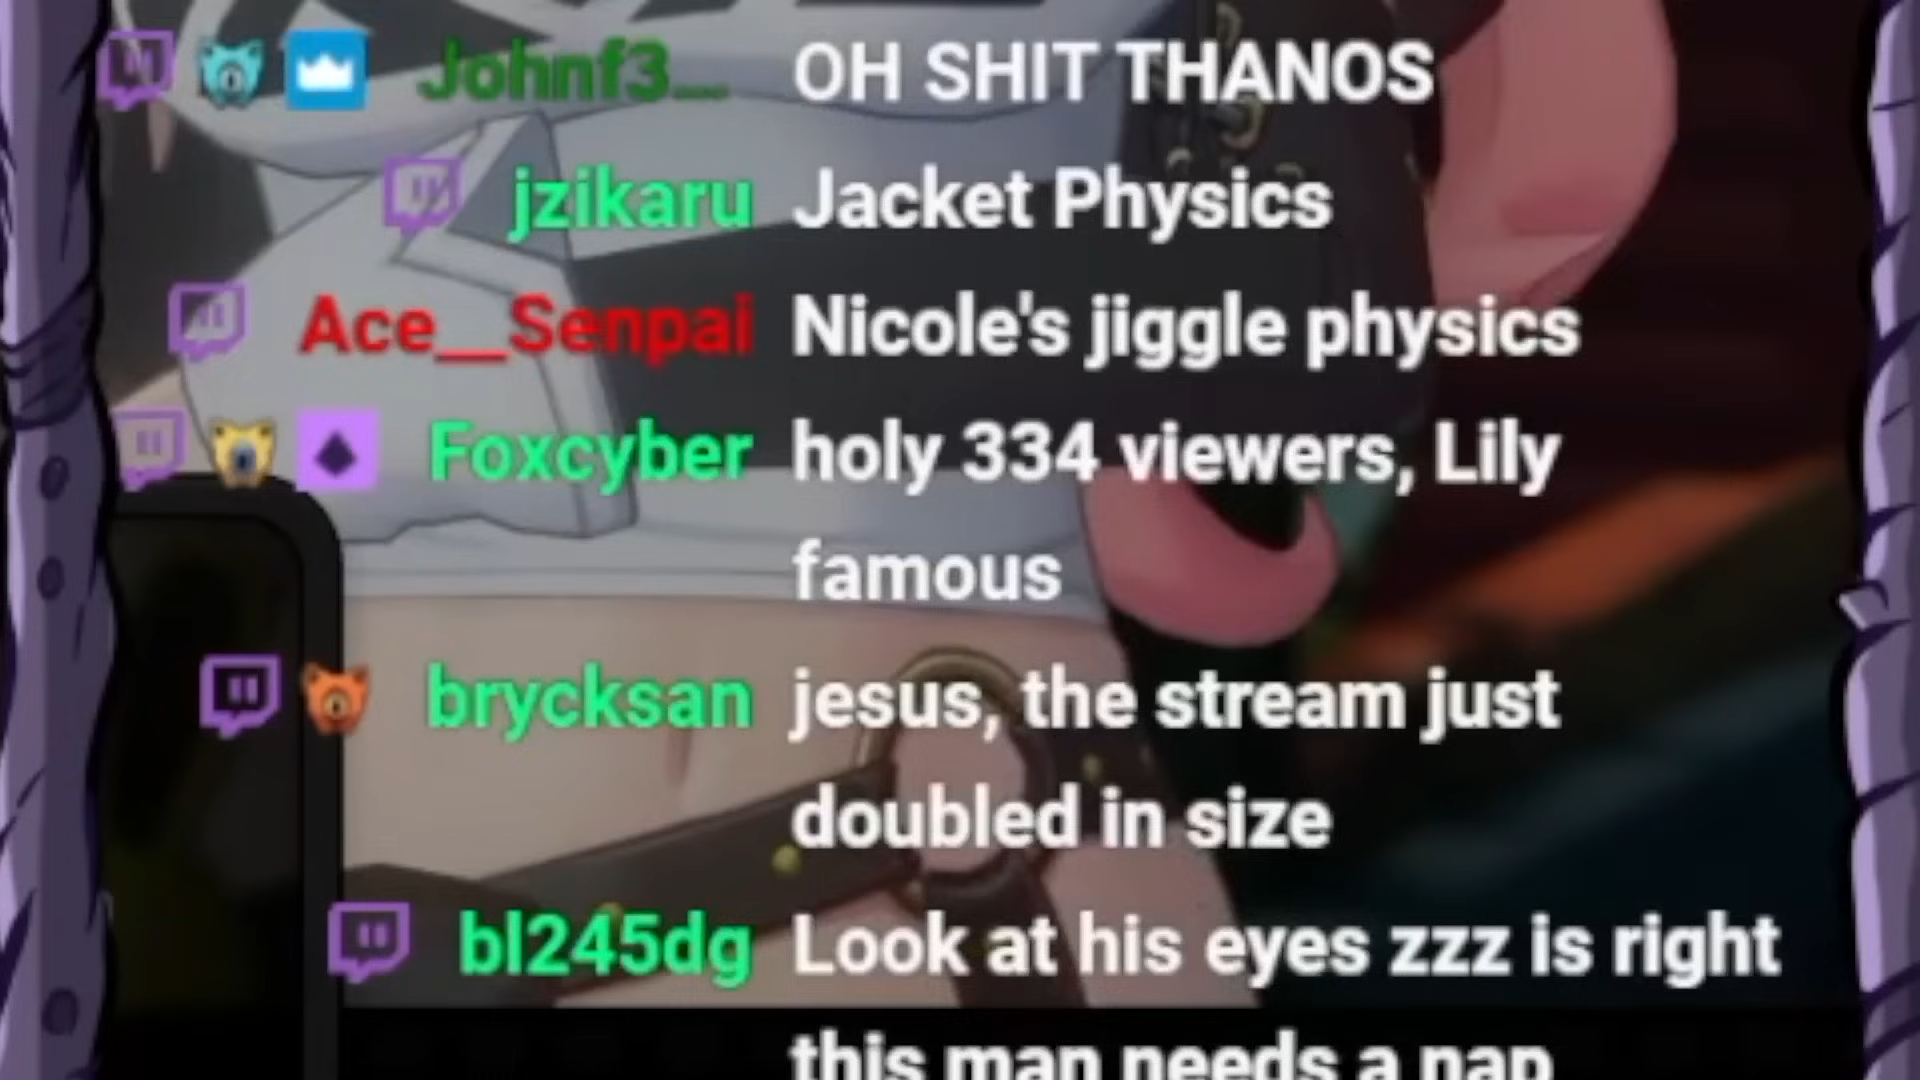 Johnf3... OH SHIT THANOS
jzikaru Jacket Physics
Ace__Senpai Nicole's jiggle physics
Foxcyber holy 334 viewers, Lily
famous
brycksan jesus, the stream just
doubled in size
bl245dg Look at his eyes zzz is right
this man needs a nap